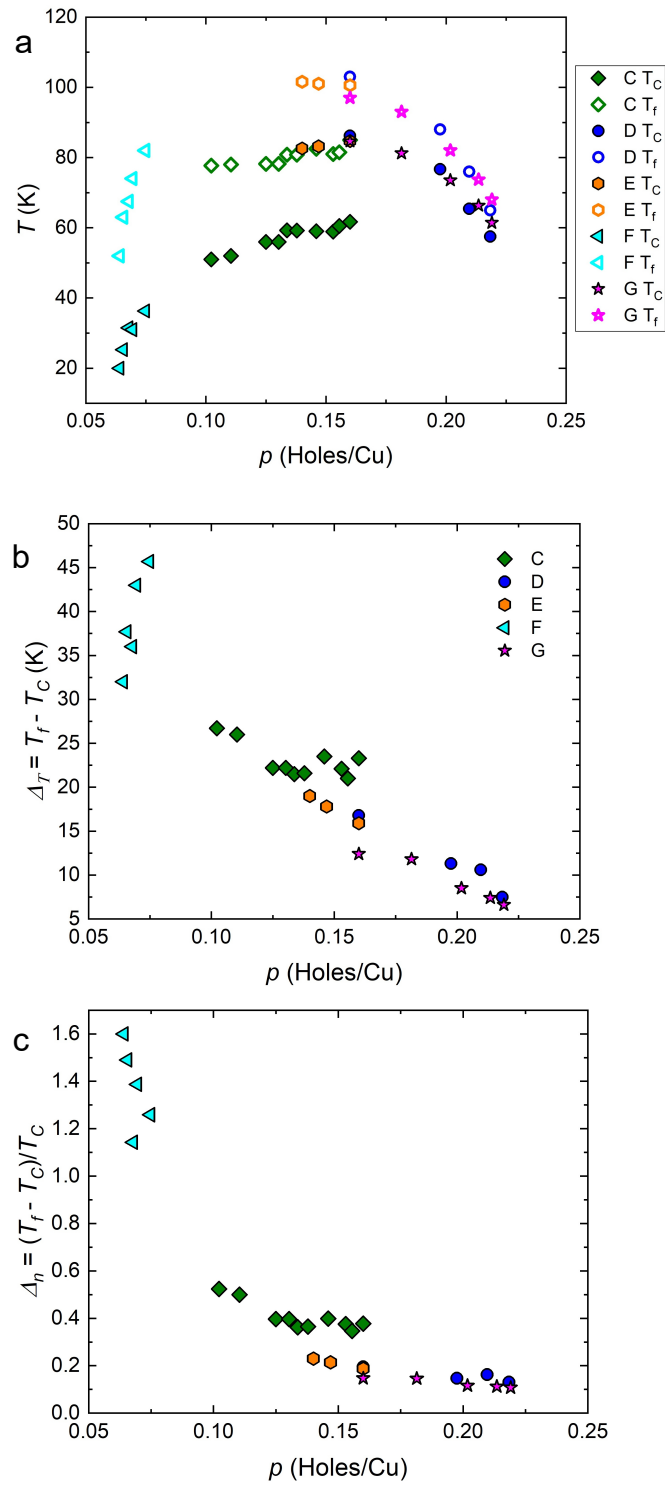 a
120
100
80
60
40
20
T (K)
0.05 0.10 0.15 0.20 0.25
p (Holes/Cu)
C T_C
C T_f
D T_C
D T_f
E T_C
E T_f
F T_C
F T_f
G T_C
G T_f
b
50
45
40
35
30
25
20
15
10
5
Δ_T = T_f - T_C (K)
0.05 0.10 0.15 0.20 0.25
p (Holes/Cu)
C
D
E
F
G
c
1.6
1.4
1.2
1.0
0.8
0.6
0.4
0.2
0.0
Δ_n = (T_f - T_C)/T_C
0.05 0.10 0.15 0.20 0.25
p (Holes/Cu)